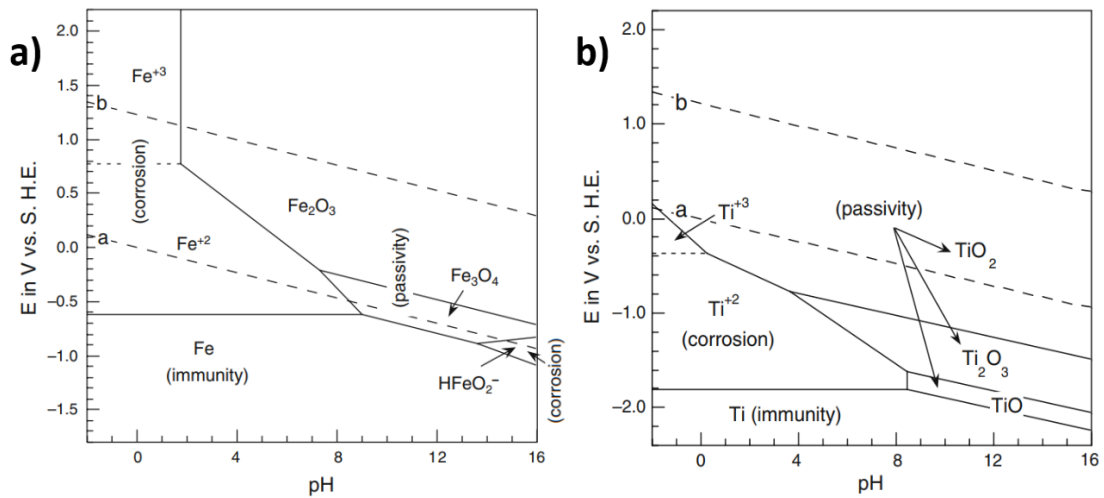 a)
E in V vs. S. H.E.
2.0
1.5
1.0
0.5
0.0
−0.5
−1.0
−1.5
b
a
Fe+3
(corrosion)
Fe+2
Fe2O3
(passivity)
Fe3O4
Fe
(immunity)
HFeO2−
(corrosion)
0 4 8 12 16
pH
b)
E in V vs. S. H.E.
2.0
1.0
0.0
−1.0
−2.0
b
a
Ti+3
(passivity)
TiO2
Ti+2
(corrosion)
Ti2O3
TiO
Ti (immunity)
0 4 8 12 16
pH